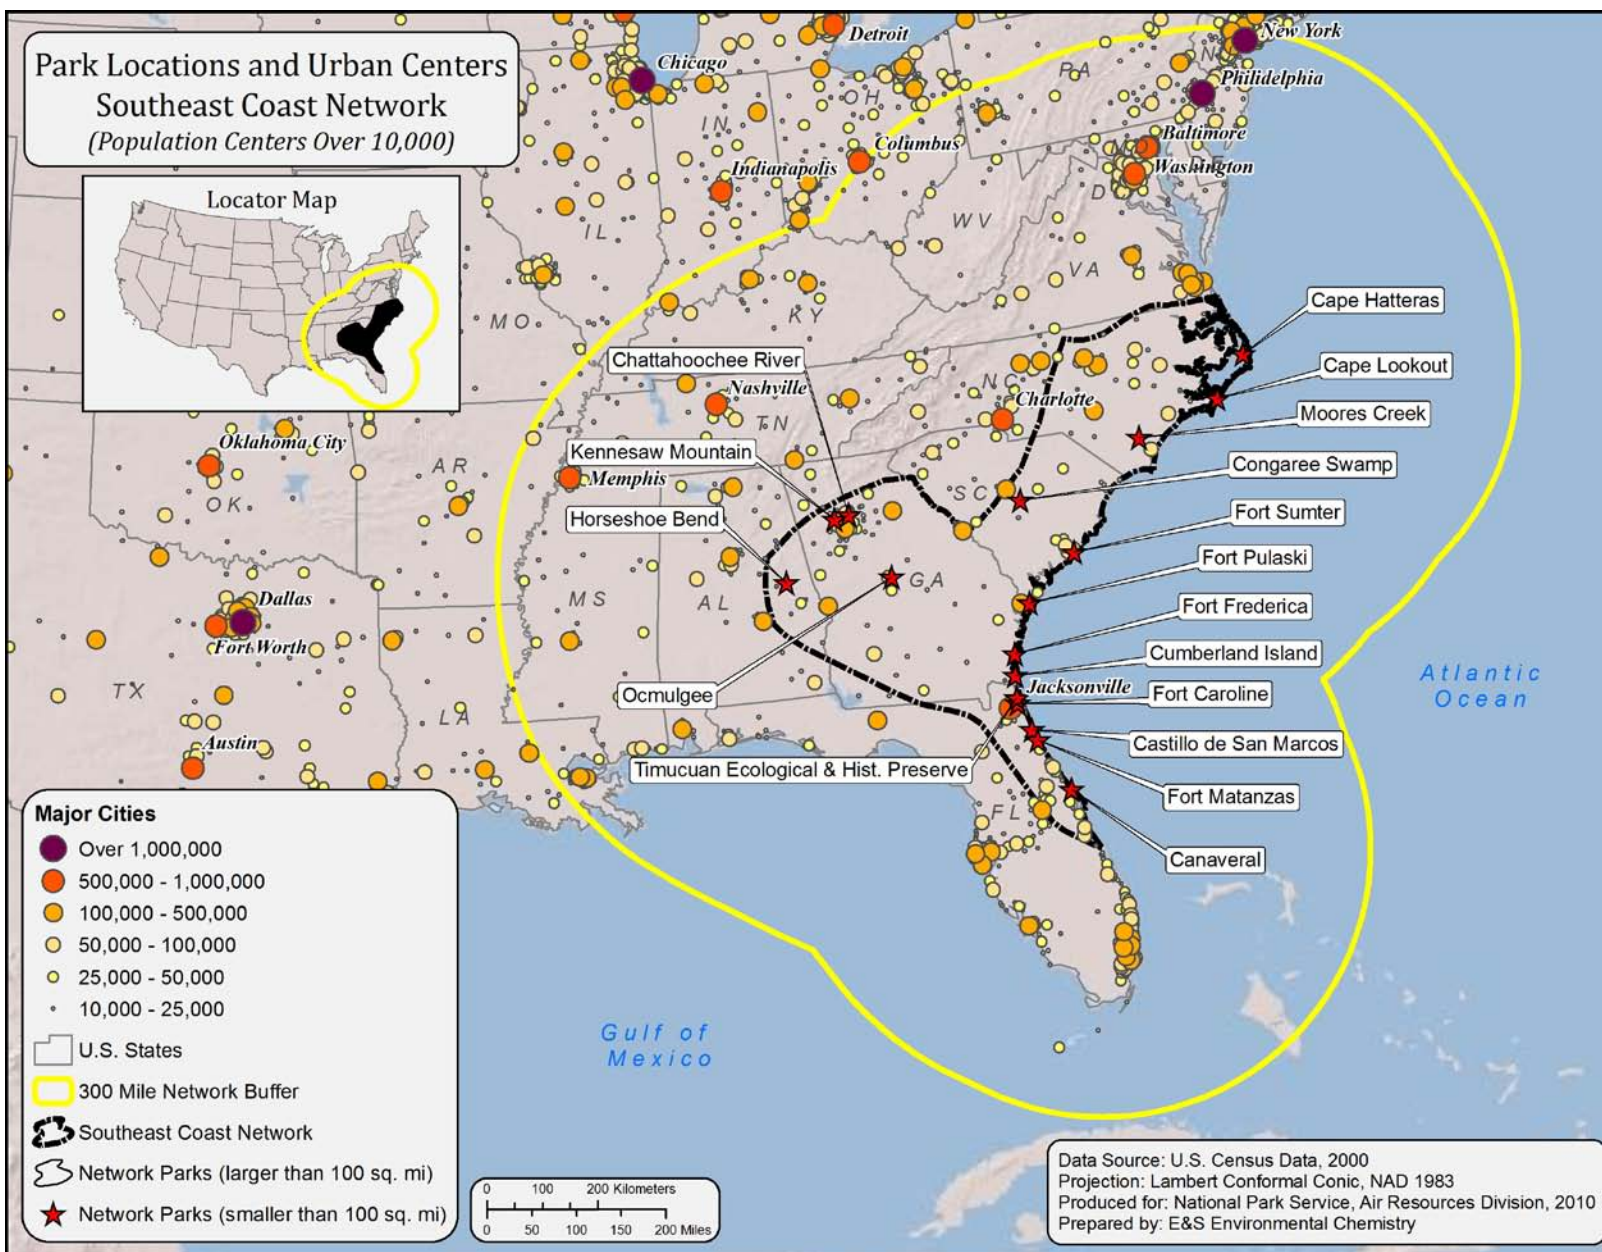 Park Locations and Urban Centers
Southeast Coast Network
(Population Centers Over 10,000)
Locator Map
Detroit
New York
Chicago
Philidelphia
PA
N
OH
IN
Columbus
Baltimore
M
Washington
D
DE
Indianapolis
IL
WV
VA
MO
KY
Cape Hatteras
Chattahoochee River
Cape Lookout
Nashville
NC
Charlotte
Moores Creek
TN
Oklahoma City
Kennesaw Mountain
AR
Congaree Swamp
Memphis
SC
OK
Horseshoe Bend
Fort Sumter
Fort Pulaski
GA
MS
AL
Dallas
Fort Frederica
Fort Worth
Cumberland Island
Atlantic
Ocean
TX
Ocmulgee
Jacksonville
Fort Caroline
LA
Austin
Castillo de San Marcos
Timucuan Ecological & Hist. Preserve
Fort Matanzas
FL
Canaveral
Gulf of
Mexico
Major Cities
Over 1,000,000
500,000 - 1,000,000
100,000 - 500,000
50,000 - 100,000
25,000 - 50,000
10,000 - 25,000
U.S. States
300 Mile Network Buffer
Southeast Coast Network
Network Parks (larger than 100 sq. mi)
Network Parks (smaller than 100 sq. mi)
0 100 200 Kilometers
0 50 100 150 200 Miles
Data Source: U.S. Census Data, 2000
Projection: Lambert Conformal Conic, NAD 1983
Produced for: National Park Service, Air Resources Division, 2010
Prepared by: E&S Environmental Chemistry